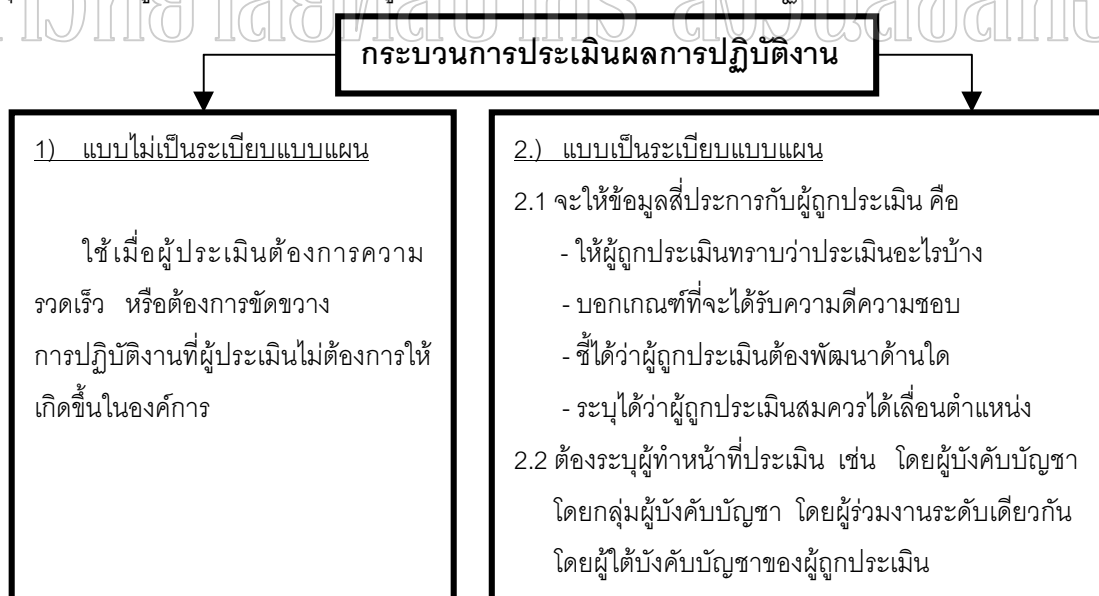 กระบวนการประเมินผลการปฏิบัติงาน
1) แบบไม่เป็นระเบียบแบบแผน
ใช้เมื่อผู้ประเมินต้องการความ
รวดเร็ว หรือต้องการขัดขวาง
การปฏิบัติงานที่ผู้ประเมินไม่ต้องการให้
เกิดขึ้นในองค์การ
2.) แบบเป็นระเบียบแบบแผน
2.1 จะให้ข้อมูลสี่ประการกับผู้ถูกประเมิน คือ
- ให้ผู้ถูกประเมินทราบว่าประเมินอะไรบ้าง
- บอกเกณฑ์ที่จะได้รับความดีความชอบ
- ชี้ได้ว่าผู้ถูกประเมินต้องพัฒนาด้านใด
- ระบุได้ว่าผู้ถูกประเมินสมควรได้เลื่อนตำแหน่ง
2.2 ต้องระบุผู้ทำหน้าที่ประเมิน เช่น โดยผู้บังคับบัญชา
โดยกลุ่มผู้บังคับบัญชา โดยผู้ร่วมงานระดับเดียวกัน
โดยผู้ใต้บังคับบัญชาของผู้ถูกประเมิน